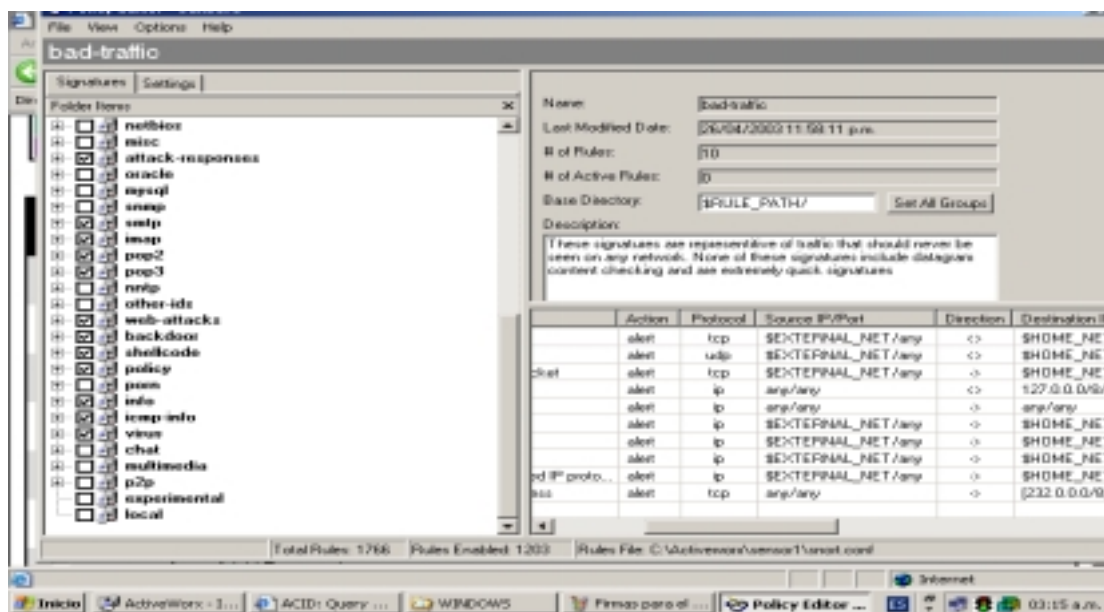 File View Options Help
bad-traffic
Signatures Settings
Folder Items
netbios
misc
attack-responses
oracle
mysql
snmp
smtp
imap
pop2
pop3
nntp
other-ids
web-attacks
backdoor
shellcode
policy
porn
info
icmp-info
virus
chat
multimedia
p2p
experimental
local
Name: bad-traffic
Last Modified Date: 26/04/2003 11:58:11 p.m.
# of Rules: 10
# of Active Rules:
Base Directory: $RULE_PATH/ Set All Groups
Description:
These signatures are representitive of traffic that should never be
seen on any network. None of these signatures include datagram
content checking and are extremely quick signatures
Action Protocol Source IP/Port Direction Destination I
alert tcp $EXTERNAL_NET/any <> $HOME_NE
alert udp $EXTERNAL_NET/any <> $HOME_NE
cket alert tcp $EXTERNAL_NET/any -> $HOME_NE
alert ip any/any <> 127.0.0.0/8/
alert ip any/any -> any/any
alert ip $EXTERNAL_NET/any -> $HOME_NE
alert ip $EXTERNAL_NET/any -> $HOME_NE
alert ip $EXTERNAL_NET/any -> $HOME_NE
ed IP proto... alert ip $EXTERNAL_NET/any -> $HOME_NE
ess alert tcp any/any -> [232.0.0.0/8
Total Rules: 1766 Rules Enabled: 1203 Rules File: C:\Activeworx\sensor1\snort.conf
Internet
Inicio ActiveWorx - I... ACID: Query ... WINDOWS Firmas para el ... Policy Editor ... 03:15 a.m.